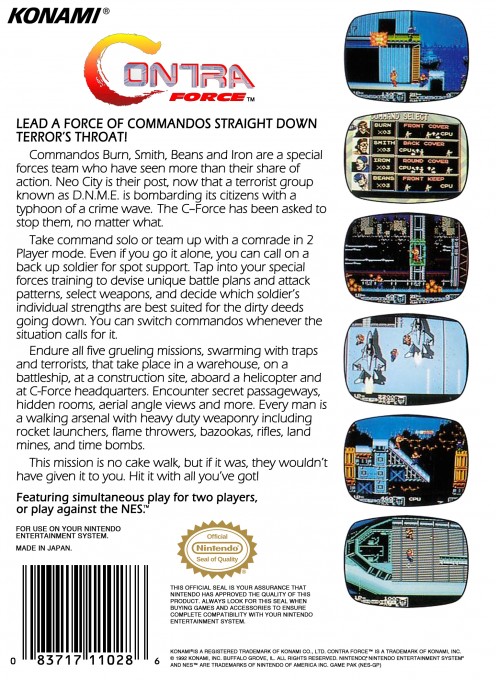 KONAMI®
CONTRA
FORCE™
LEAD A FORCE OF COMMANDOS STRAIGHT DOWN
TERROR'S THROAT!
Commandos Burn, Smith, Beans and Iron are a special
forces team who have seen more than their share of
action. Neo City is their post, now that a terrorist group
known as D.N.M.E. is bombarding its citizens with a
typhoon of a crime wave. The C-Force has been asked to
stop them, no matter what.
Take command solo or team up with a comrade in 2
Player mode. Even if you go it alone, you can call on a
back up soldier for spot support. Tap into your special
forces training to devise unique battle plans and attack
patterns, select weapons, and decide which soldier's
individual strengths are best suited for the dirty deeds
going down. You can switch commandos whenever the
situation calls for it.
Endure all five grueling missions, swarming with traps
and terrorists, that take place in a warehouse, on a
battleship, at a construction site, aboard a helicopter and
at C-Force headquarters. Encounter secret passageways,
hidden rooms, aerial angle views and more. Every man is
a walking arsenal with heavy duty weaponry including
rocket launchers, flame throwers, bazookas, rifles, land
mines, and time bombs.
This mission is no cake walk, but if it was, they wouldn't
have given it to you. Hit it with all you've got!
Featuring simultaneous play for two players,
or play against the NES.™
FOR USE ON YOUR NINTENDO
ENTERTAINMENT SYSTEM.
MADE IN JAPAN.
Official
Nintendo®
Seal of Quality
THIS OFFICIAL SEAL IS YOUR ASSURANCE THAT
NINTENDO HAS APPROVED THE QUALITY OF THIS
PRODUCT. ALWAYS LOOK FOR THIS SEAL WHEN
BUYING GAMES AND ACCESSORIES TO ENSURE
COMPLETE COMPATIBILITY WITH YOUR NINTENDO
ENTERTAINMENT SYSTEM.
0 83717 11028 6
KONAMI® IS A REGISTERED TRADEMARK OF KONAMI CO., LTD. CONTRA FORCE™ IS A TRADEMARK OF KONAMI, INC.
© 1992 KONAMI, INC. BUFFALO GROVE, IL. ALL RIGHTS RESERVED. NINTENDO,® NINTENDO ENTERTAINMENT SYSTEM®
AND NES™ ARE TRADEMARKS OF NINTENDO OF AMERICA INC. GAME PAK (NES-GP)
COMMAND SELECT
BURN FRONT COVER
×03 CPU
SMITH BACK COVER
×03 CPU
IRON ROUND COVER
×03 CPU
BEANS FRONT KEEP
×03 CPU
CPU